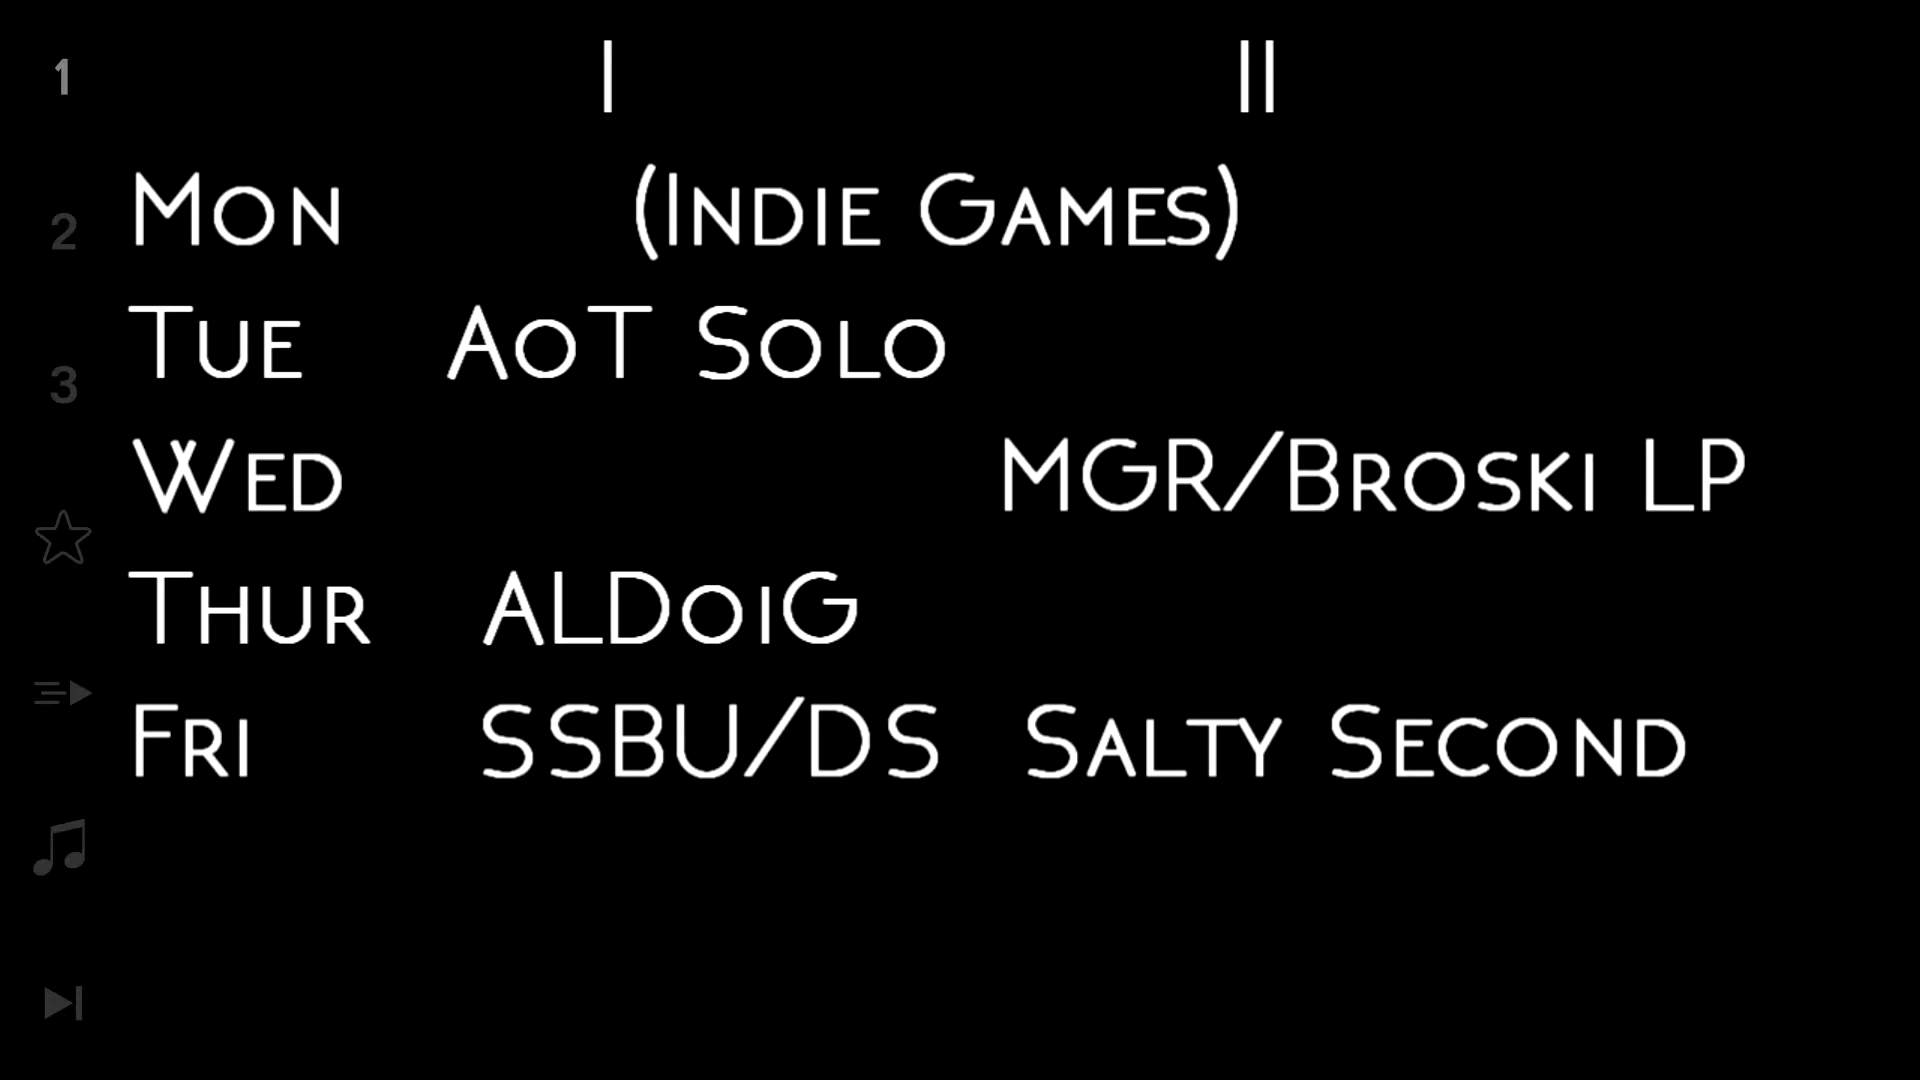 I II
1
Mon (Indie Games)
2
Tue AoT Solo
3
Wed MGR/Broski LP
Thur ALDoiG
Fri SSBU/DS Salty Second